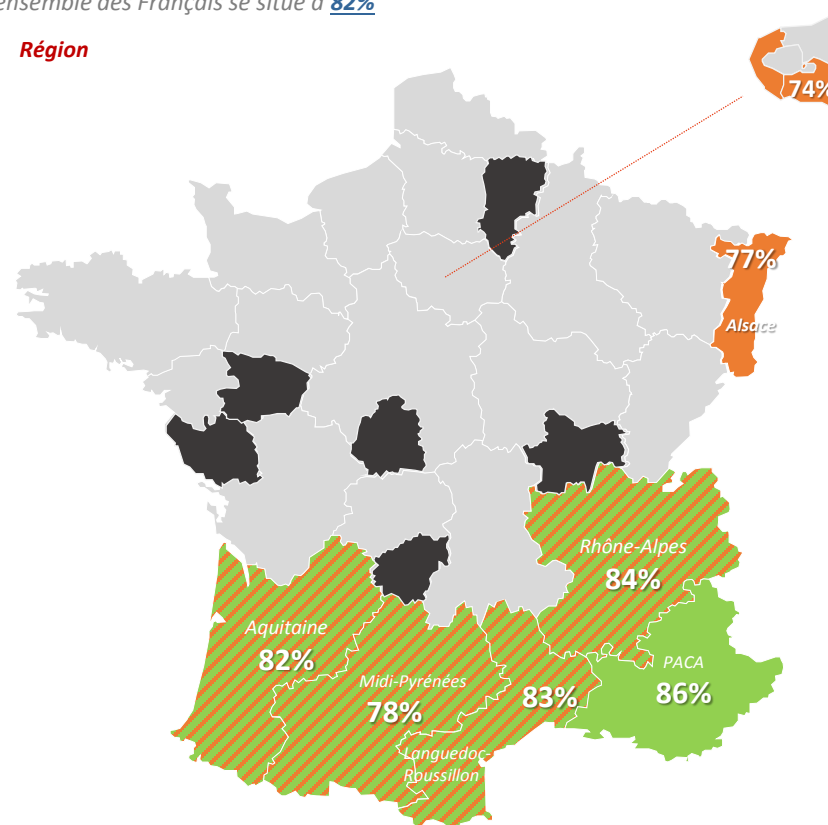 ensemble des Français se situe à 82%
Région
74%
77%
Alsace
Rhône-Alpes
84%
Aquitaine
82%
PACA
86%
Midi-Pyrénées
78%
83%
Languedoc-
Roussillon